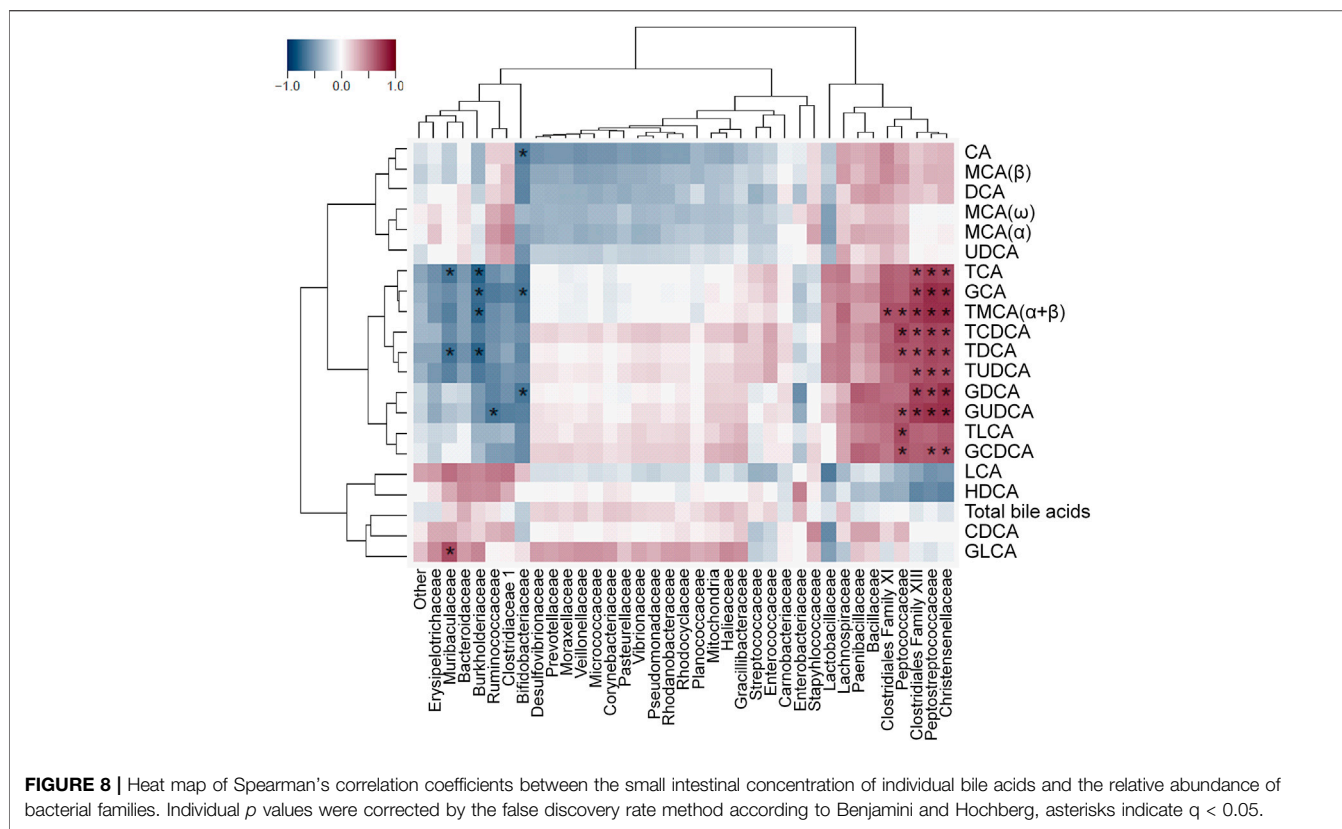 −1.0 0.0 1.0
* CA
MCA(β)
DCA
MCA(ω)
MCA(α)
UDCA
* * * * * TCA
* * * * * GCA
* * * * * * TMCA(α+β)
* * * * TCDCA
* * * * * * TDCA
* * * TUDCA
* * * * GDCA
* * * * * GUDCA
* TLCA
* * * GCDCA
LCA
HDCA
Total bile acids
CDCA
* GLCA
Other
Erysipelotrichaceae
Muribaculaceae
Bacteroidaceae
Burkholderiaceae
Ruminococcaceae
Clostridiaceae 1
Bifidobacteriaceae
Desulfovibrionaceae
Prevotellaceae
Moraxellaceae
Veillonellaceae
Micrococcaceae
Corynebacteriaceae
Pasteurellaceae
Vibrionaceae
Pseudomonadaceae
Rhodanobacteraceae
Rhodocyclaceae
Planococcaceae
Mitochondria
Halieaceae
Gracillibacteraceae
Streptococcaceae
Enterococcaceae
Carnobacteriaceae
Enterobacteriaceae
Stapyhlococcaceae
Lactobacillaceae
Lachnospiraceae
Paenibacillaceae
Bacillaceae
Clostridiales Family XI
Peptococcaceae
Clostridiales Family XIII
Peptostreptococcaceae
Christensenellaceae
FIGURE 8 | Heat map of Spearman’s correlation coefficients between the small intestinal concentration of individual bile acids and the relative abundance of
bacterial families. Individual p values were corrected by the false discovery rate method according to Benjamini and Hochberg, asterisks indicate q < 0.05.